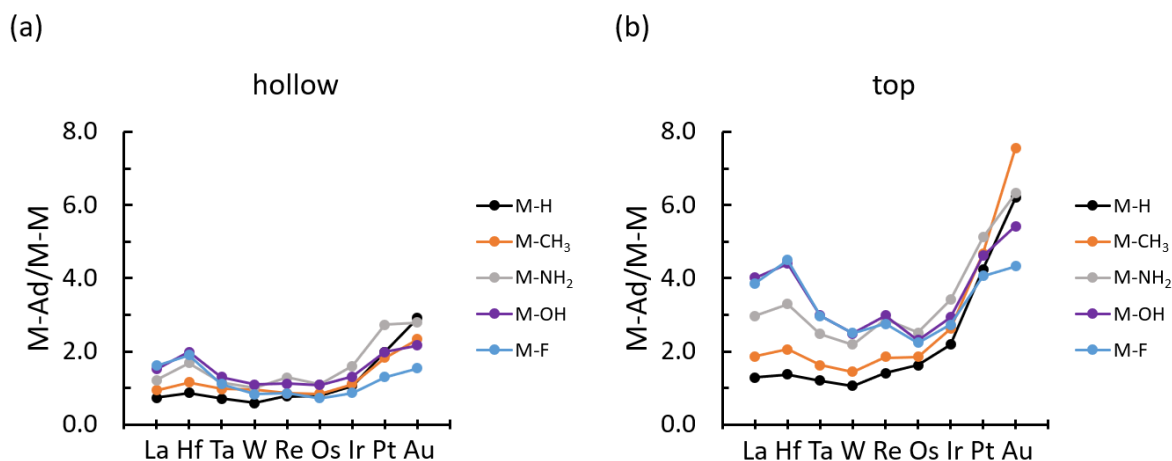 (a)
hollow
M-Ad/M-M
8.0
6.0
4.0
2.0
0.0
La Hf Ta W Re Os Ir Pt Au
M-H
M-CH₃
M-NH₂
M-OH
M-F
(b)
top
M-Ad/M-M
8.0
6.0
4.0
2.0
0.0
La Hf Ta W Re Os Ir Pt Au
M-H
M-CH₃
M-NH₂
M-OH
M-F